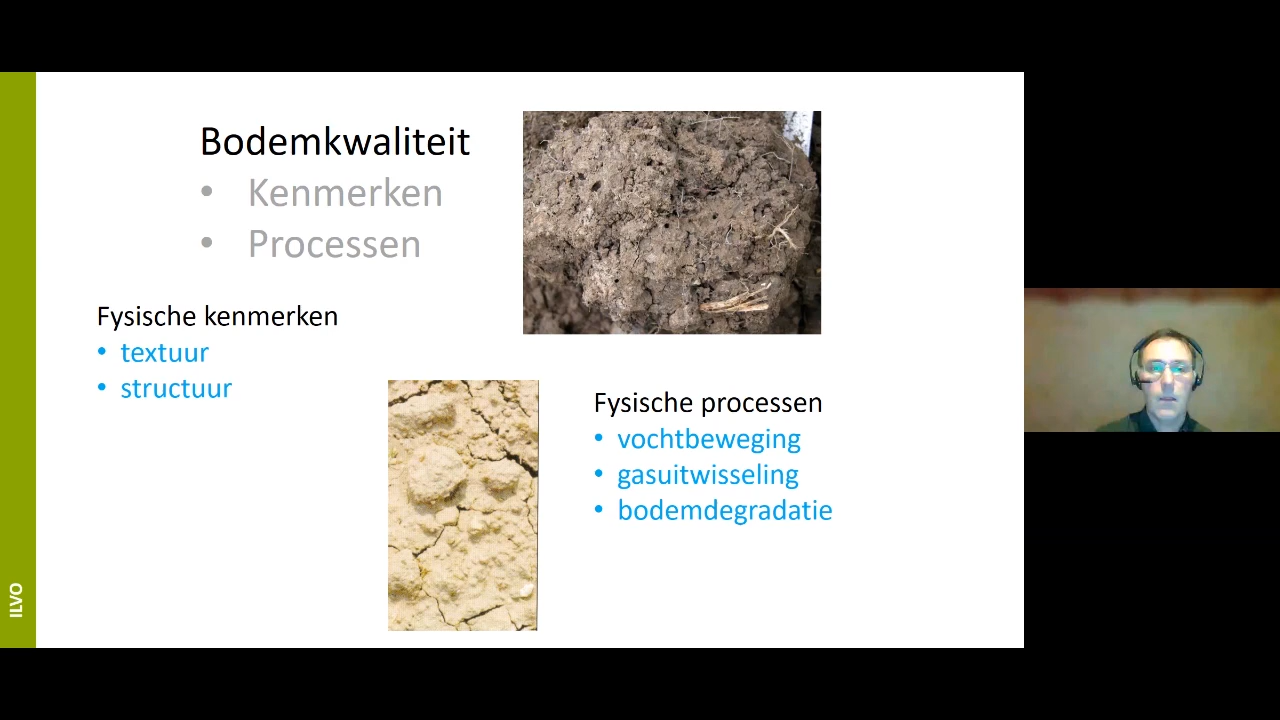 Bodemkwaliteit
• Kenmerken
• Processen
Fysische kenmerken
• textuur
• structuur
Fysische processen
• vochtbeweging
• gasuitwisseling
• bodemdegradatie
ILVO